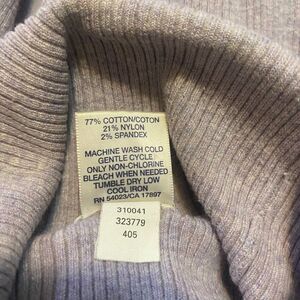 77% COTTON/COTON
21% NYLON
2% SPANDEX
MACHINE WASH COLD
GENTLE CYCLE
ONLY NON-CHLORINE
BLEACH WHEN NEEDED
TUMBLE DRY LOW
COOL IRON
RN 54023/CA 17897
310041
323779
405